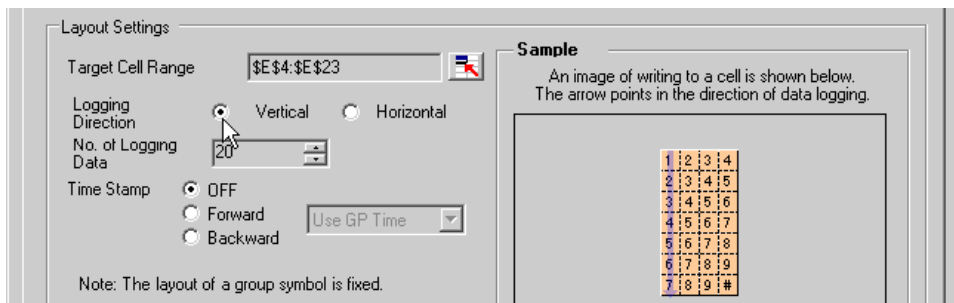 Layout Settings
Target Cell Range $E$4:$E$23
Logging Direction Vertical Horizontal
No. of Logging Data 20
Time Stamp OFF
Forward Use GP Time
Backward
Note: The layout of a group symbol is fixed.
Sample
An image of writing to a cell is shown below.
The arrow points in the direction of data logging.
1 2 3 4
2 3 4 5
3 4 5 6
4 5 6 7
5 6 7 8
6 7 8 9
7 8 9 #